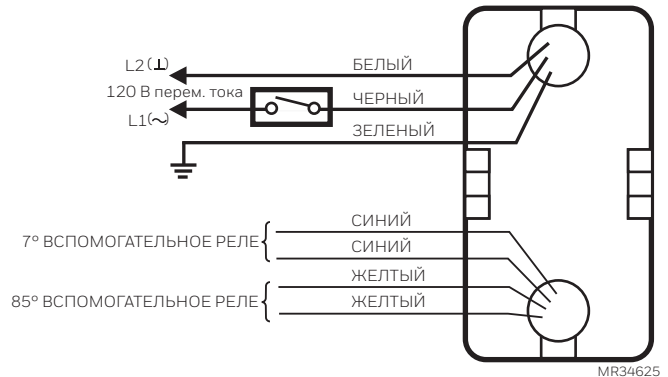 L2(⊥)
БЕЛЫЙ
120 В перем. тока
ЧЕРНЫЙ
L1(~)
ЗЕЛЕНЫЙ
СИНИЙ
7° ВСПОМОГАТЕЛЬНОЕ РЕЛЕ
СИНИЙ
ЖЕЛТЫЙ
85° ВСПОМОГАТЕЛЬНОЕ РЕЛЕ
ЖЕЛТЫЙ
MR34625